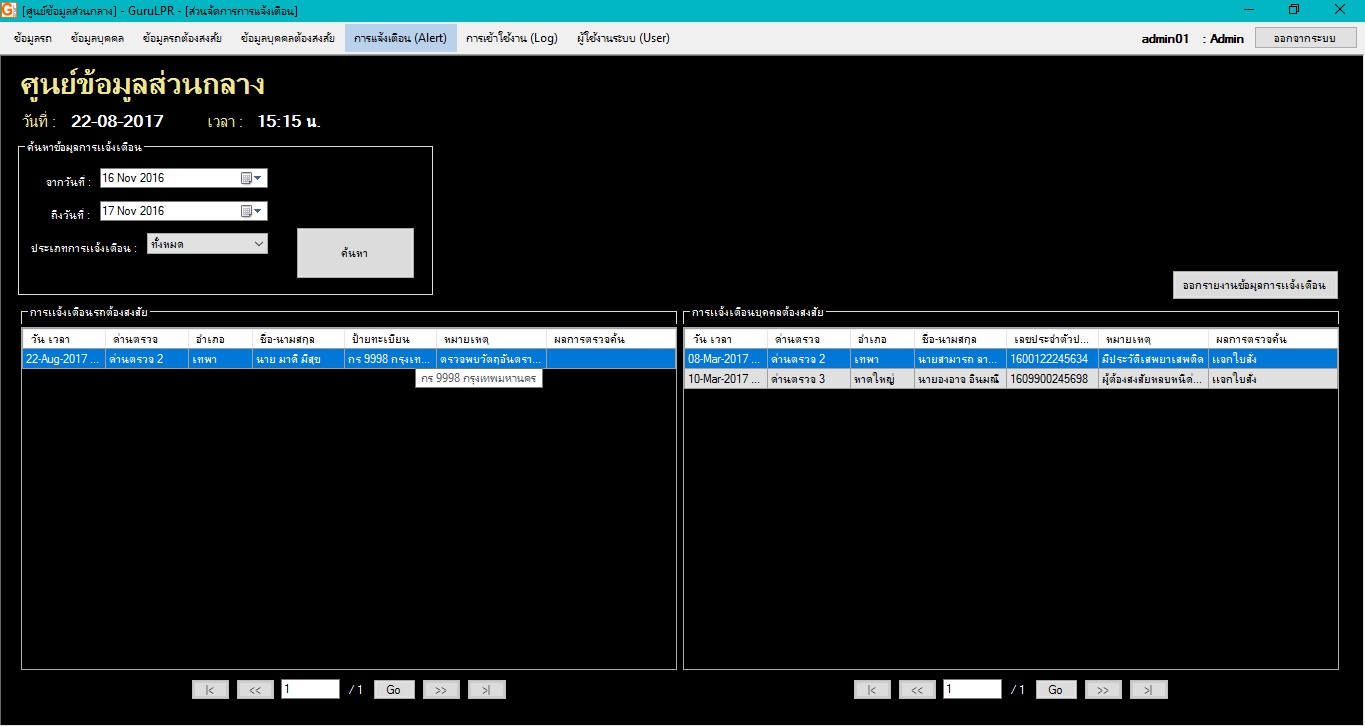 [ศูนย์ข้อมูลส่วนกลาง] - GuruLPR - [ส่วนจัดการการแจ้งเตือน]
ข้อมูลรถ ข้อมูลบุคคล ข้อมูลรถต้องสงสัย ข้อมูลบุคคลต้องสงสัย การแจ้งเตือน (Alert) การเข้าใช้งาน (Log) ผู้ใช้งานระบบ (User) admin01 : Admin ออกจากระบบ
ศูนย์ข้อมูลส่วนกลาง
วันที่ : 22-08-2017 เวลา : 15:15 น.
ค้นหาข้อมูลการแจ้งเตือน
จากวันที่ : 16 Nov 2016
ถึงวันที่ : 17 Nov 2016
ประเภทการแจ้งเตือน : ทั้งหมด
ค้นหา
ออกรายงานข้อมูลการแจ้งเตือน
การแจ้งเตือนรถต้องสงสัย
วัน เวลา ด่านตรวจ อำเภอ ชื่อ-นามสกุล ป้ายทะเบียน หมายเหตุ ผลการตรวจค้น
22-Aug-2017 ... ด่านตรวจ 2 เทพา นาย มาดี มีสุข กร 9998 กรุงเท... ตรวจพบวัตถุอันตรา...
กร 9998 กรุงเทพมหานคร
การแจ้งเตือนบุคคลต้องสงสัย
วัน เวลา ด่านตรวจ อำเภอ ชื่อ-นามสกุล เลขประจำตัวป... หมายเหตุ ผลการตรวจค้น
08-Mar-2017 ... ด่านตรวจ 2 เทพา นายสามารถ ลา... 1600122245634 มีประวัติเสพยาเสพติด แจกใบสั่ง
10-Mar-2017 ... ด่านตรวจ 3 หาดใหญ่ นายองอาจ อินมณี 1609900245698 ผู้ต้องสงสัยหลบหนีด่... แจกใบสั่ง
|< << 1 / 1 Go >> >|
|< << 1 / 1 Go >> >|